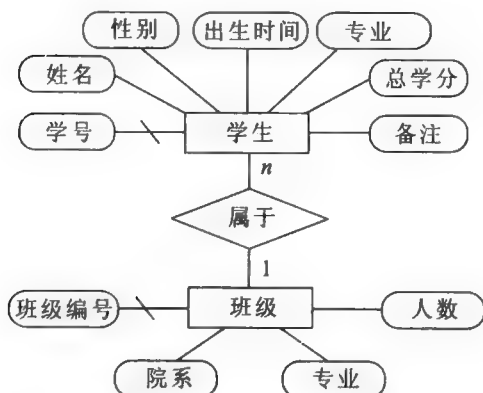 性别
出生时间
专业
姓名
总学分
学号
学生
备注
n
属于
1
班级编号
班级
人数
院系
专业